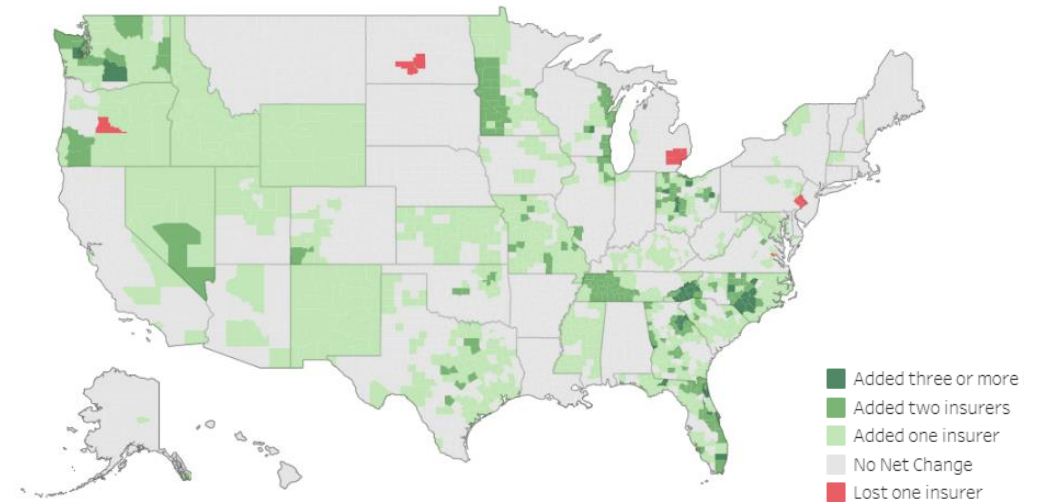 Added three or more
Added two insurers
Added one insurer
No Net Change
Lost one insurer